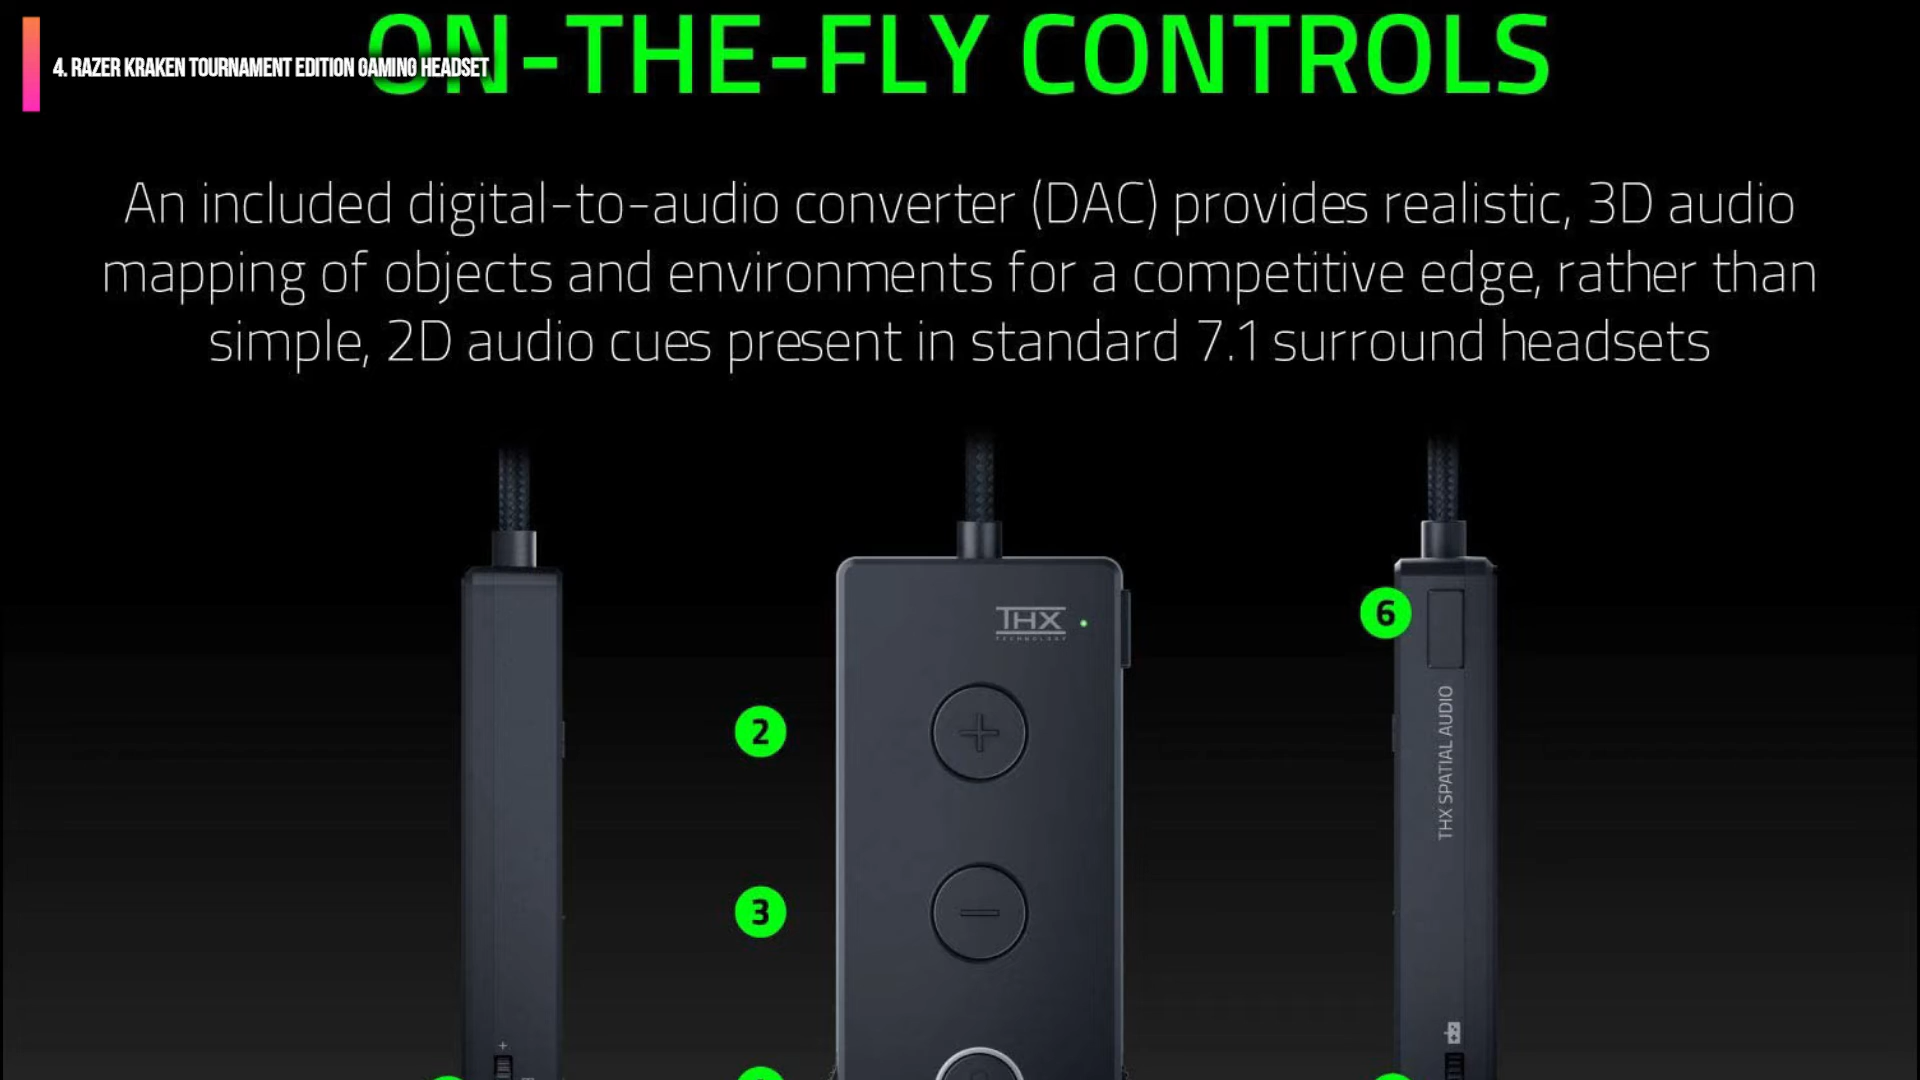 ON-THE-FLY CONTROLS
4. RAZER KRAKEN TOURNAMENT EDITION GAMING HEADSET
An included digital-to-audio converter (DAC) provides realistic, 3D audio
mapping of objects and environments for a competitive edge, rather than
simple, 2D audio cues present in standard 7.1 surround headsets
THX
TECHNOLOGY
6
2
THX SPATIAL AUDIO
3